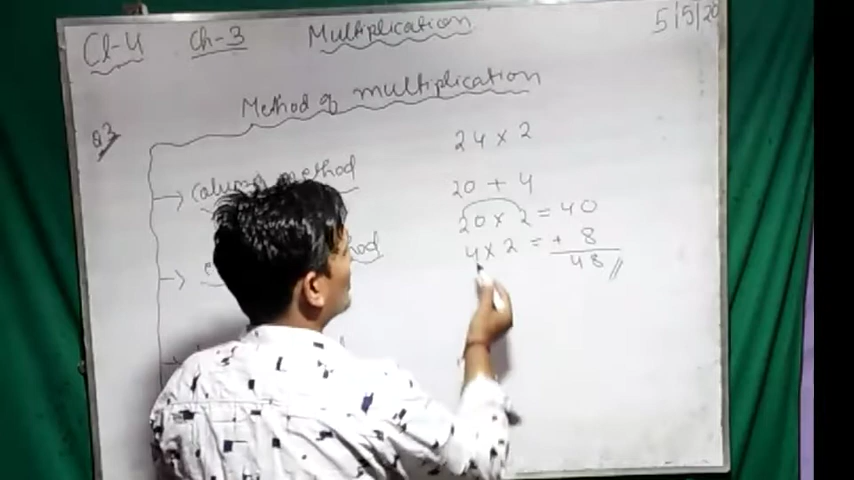 Cl-4 Ch-3 Multiplication 5/5/20
Method of multiplication
Q3
→ Column method
24 × 2
20 + 4
20 × 2 = 40
4 × 2 = + 8
48